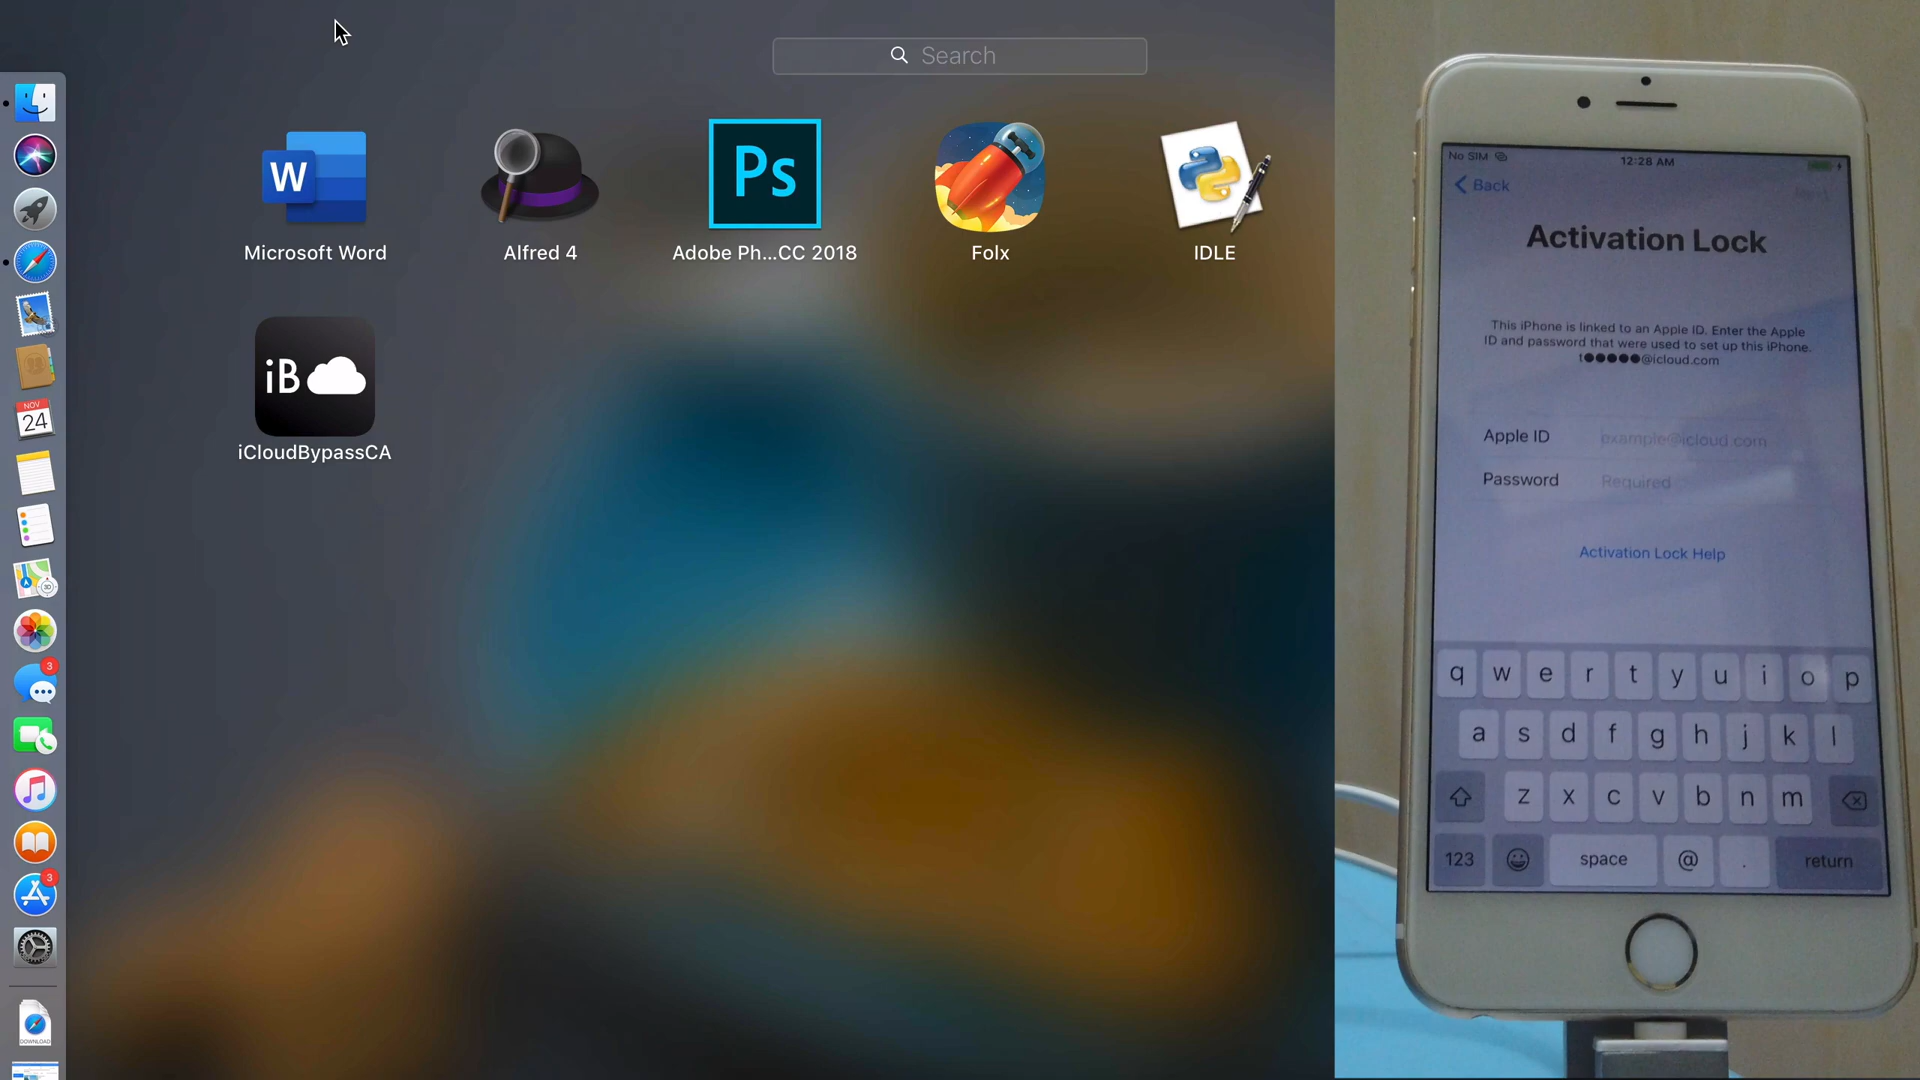 Search
W
Ps
Microsoft Word
Alfred 4
Adobe Ph...CC 2018
Folx
IDLE
iB
iCloudBypassCA
NOV
24
3D
3
3
DOWNLOAD
No SIM
12:28 AM
Back
Next
Activation Lock
This iPhone is linked to an Apple ID. Enter the Apple
ID and password that were used to set up this iPhone.
t●●●●●@icloud.com
Apple ID
example@icloud.com
Password
Required
Activation Lock Help
q w e r t y u i o p
a s d f g h j k l
z x c v b n m
123
space
@
.
return